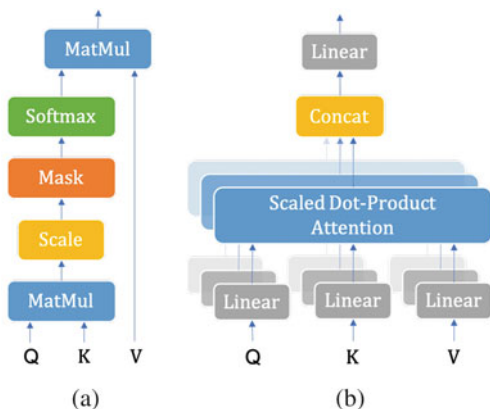 MatMul
Softmax
Mask
Scale
MatMul
Q K V
(a)
Linear
Concat
Scaled Dot-Product
Attention
Linear Linear Linear
Q K V
(b)